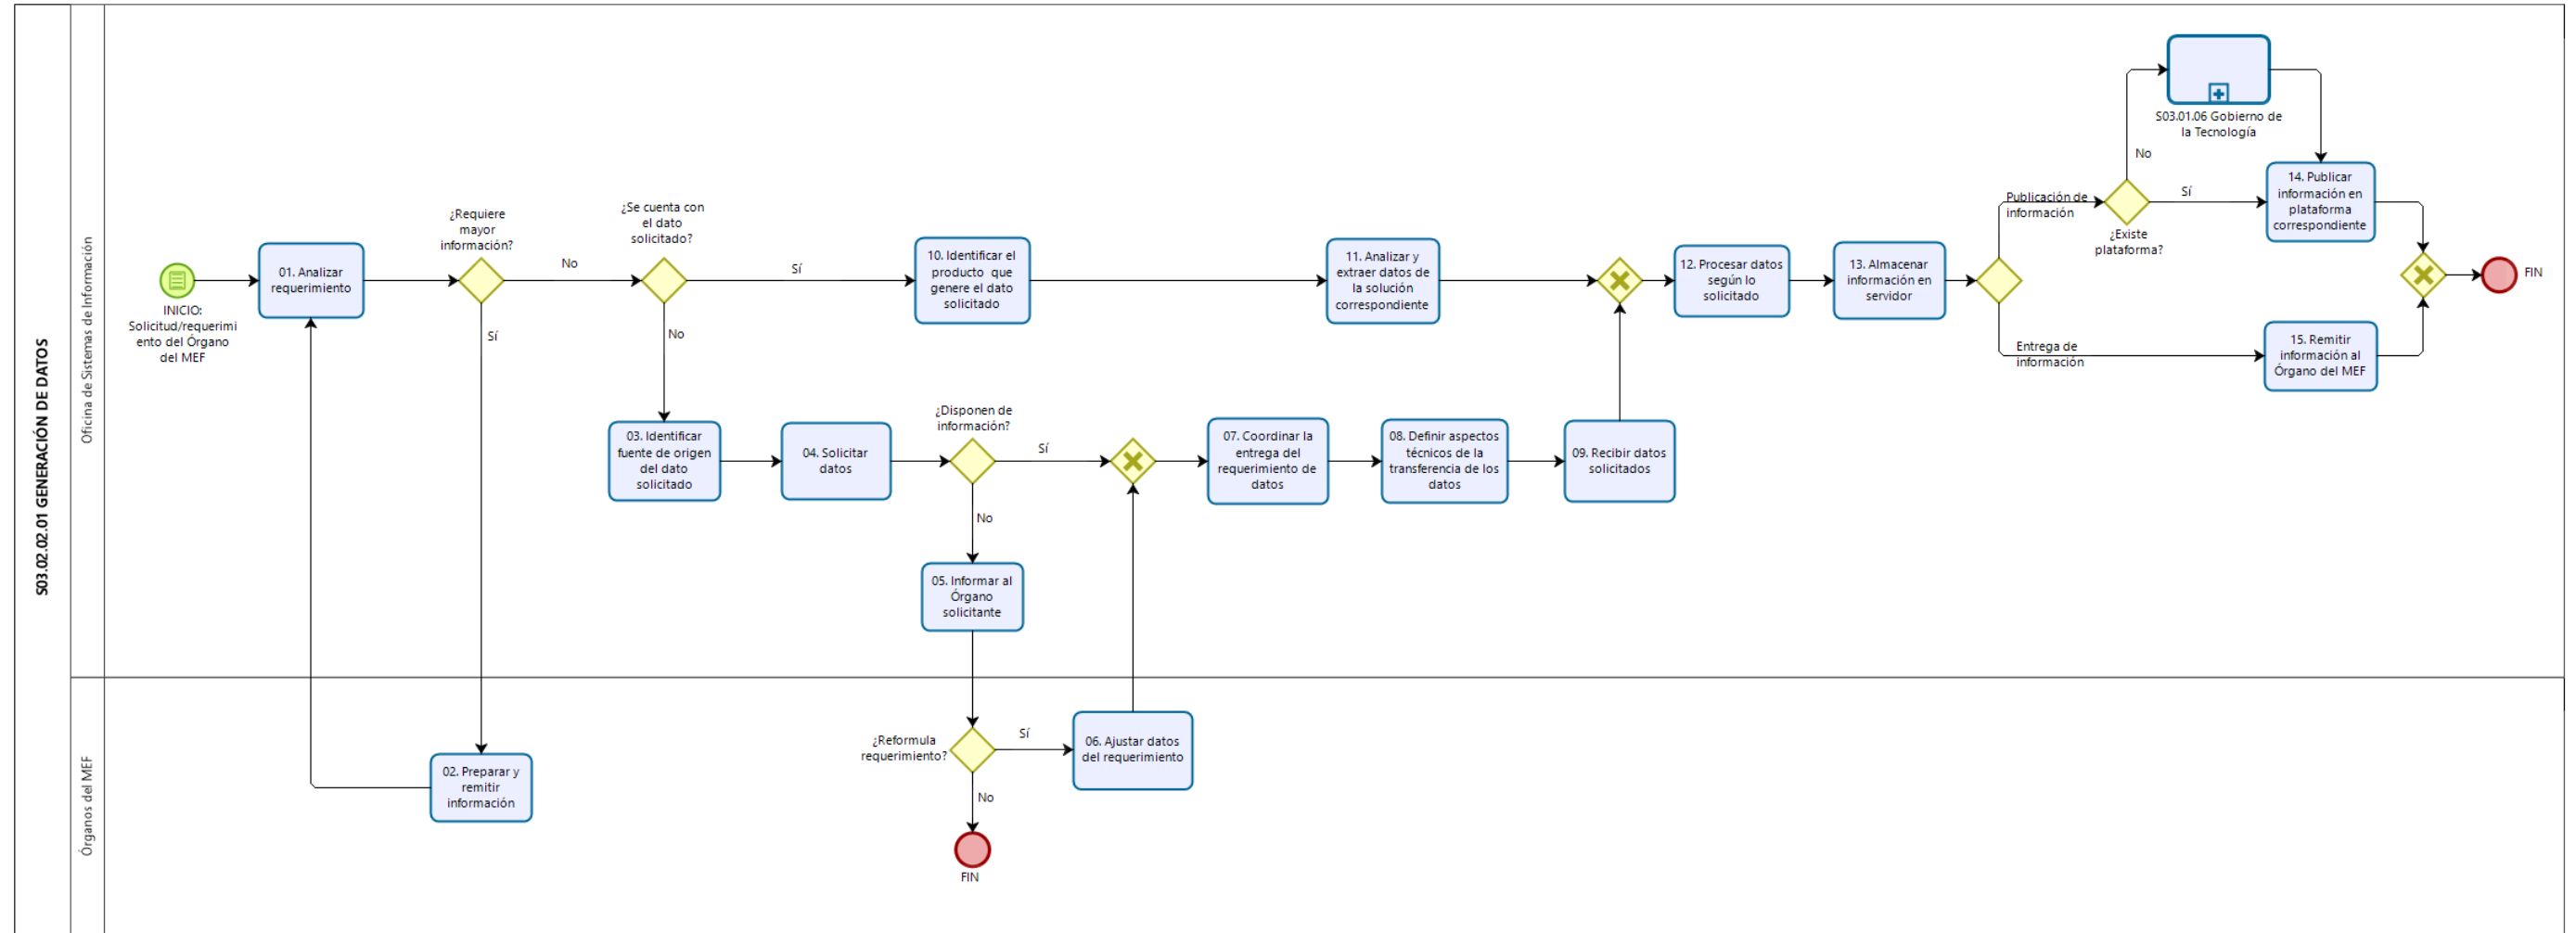 S03.02.02.01 GENERACIÓN DE DATOS
Oficina de Sistemas de Información
INICIO:
Solicitud/requerimi
ento del Órgano
del MEF
01. Analizar
requerimiento
¿Requiere
mayor
información?
No
Sí
¿Se cuenta con
el dato
solicitado?
Sí
No
10. Identificar el
producto que
genere el dato
solicitado
11. Analizar y
extraer datos de
la solución
correspondiente
12. Procesar datos
según lo
solicitado
13. Almacenar
información en
servidor
Publicación de
información
¿Existe
plataforma?
No
Sí
S03.01.06 Gobierno de
la Tecnología
14. Publicar
información en
plataforma
correspondiente
Entrega de
información
15. Remitir
información al
Órgano del MEF
FIN
03. Identificar
fuente de origen
del dato
solicitado
04. Solicitar
datos
¿Disponen de
información?
Sí
No
07. Coordinar la
entrega del
requerimiento de
datos
08. Definir aspectos
técnicos de la
transferencia de los
datos
09. Recibir datos
solicitados
05. Informar al
Órgano
solicitante
Órganos del MEF
02. Preparar y
remitir
información
¿Reformula
requerimiento?
Sí
No
06. Ajustar datos
del requerimiento
FIN